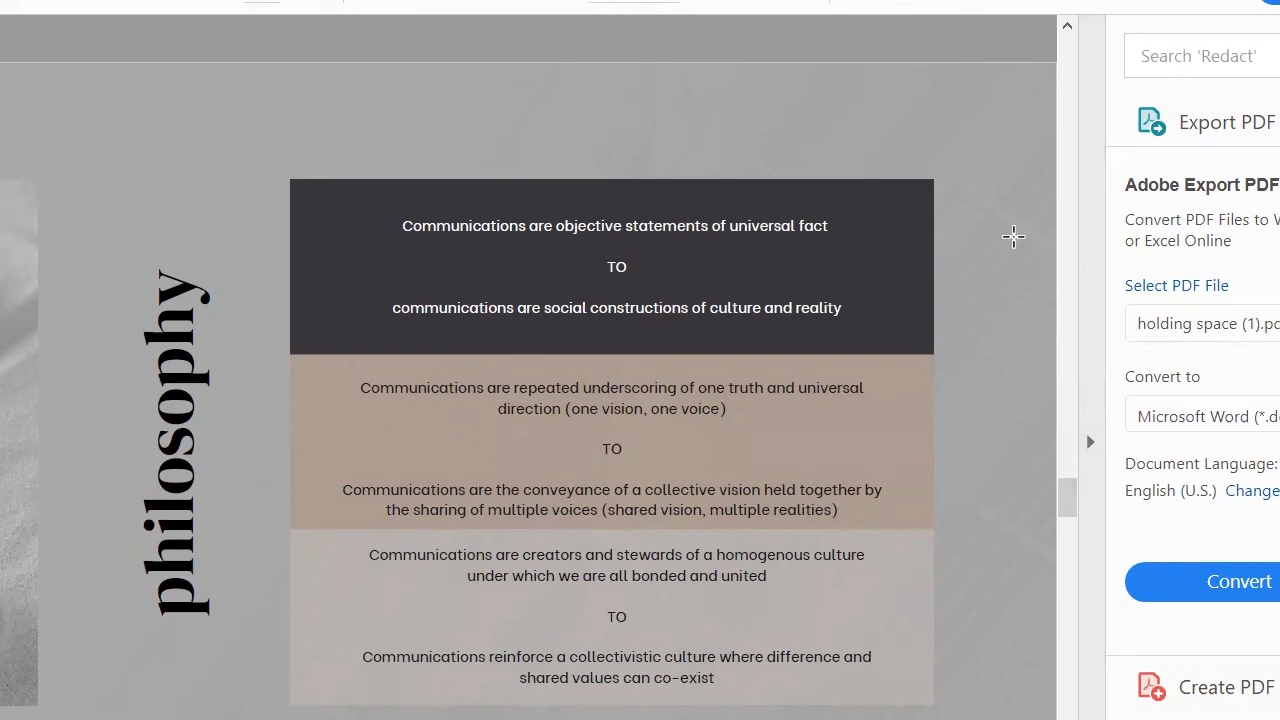 philosophy
Communications are objective statements of universal fact
TO
communications are social constructions of culture and reality
Communications are repeated underscoring of one truth and universal
direction (one vision, one voice)
TO
Communications are the conveyance of a collective vision held together by
the sharing of multiple voices (shared vision, multiple realities)
Communications are creators and stewards of a homogenous culture
under which we are all bonded and united
TO
Communications reinforce a collectivistic culture where difference and
shared values can co-exist
Search 'Redact'
Export PDF
Adobe Export PDF
Convert PDF Files to
or Excel Online
Select PDF File
holding space (1).p
Convert to
Microsoft Word (*.d
Document Language:
English (U.S.) Change
Convert
Create PDF